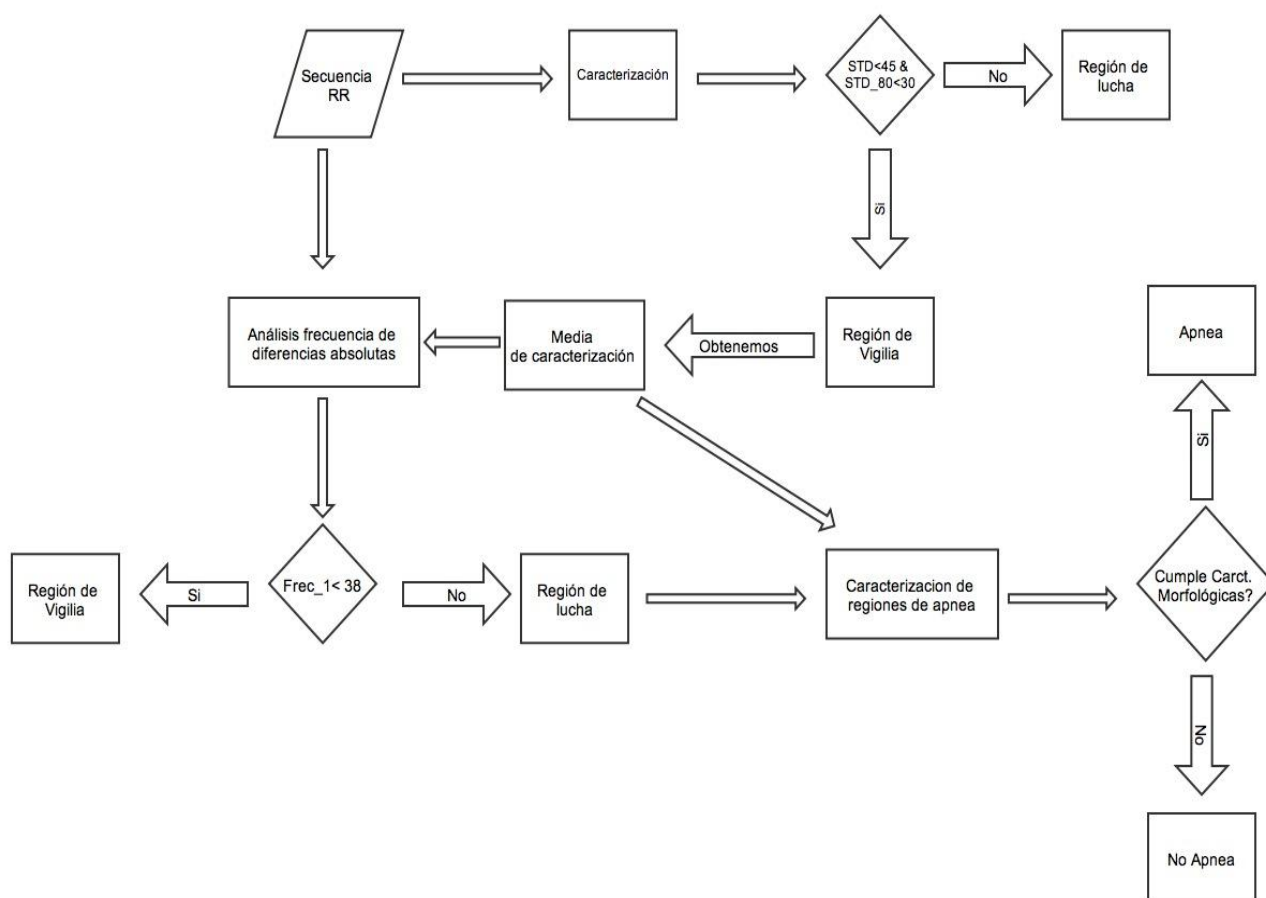 Secuencia
RR
Caracterización
STD<45 &
STD_80<30
No
Región de
lucha
Si
Análisis frecuencia de
diferencias absolutas
Media
de caracterización
Obtenemos
Región de
Vigilia
Apnea
Si
Región de
Vigilia
Si
Frec_1< 38
No
Región de
lucha
Caracterizacion de
regiones de apnea
Cumple Carct.
Morfológicas?
No
No Apnea